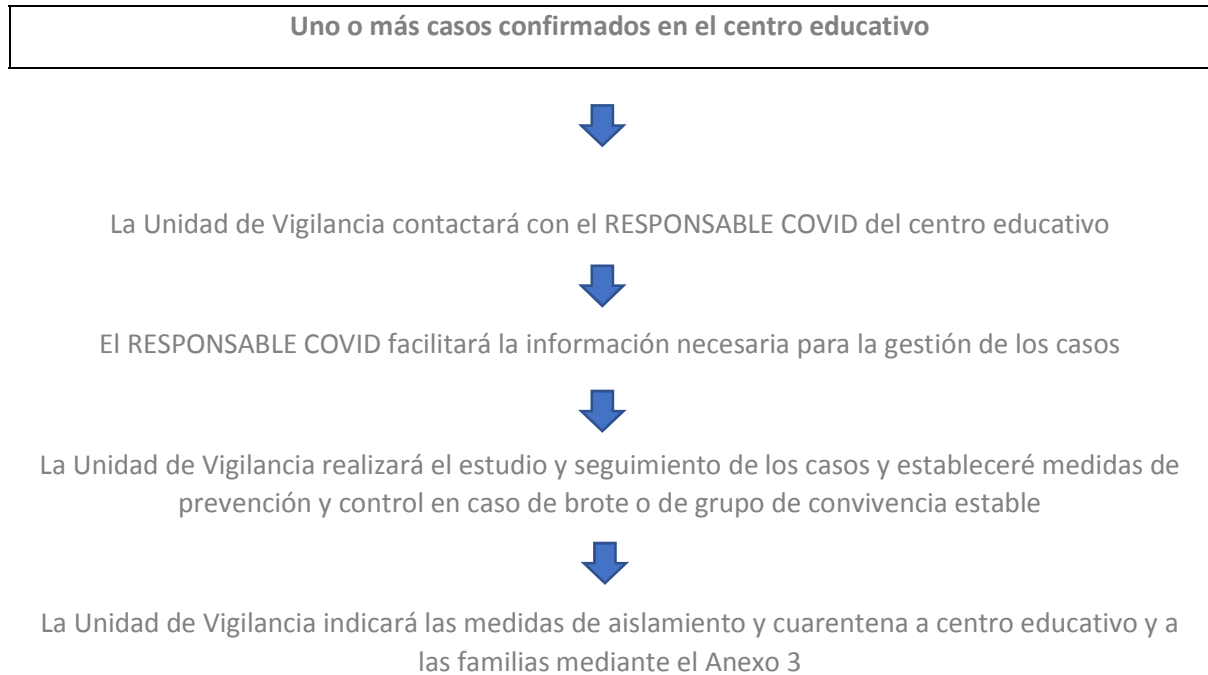 Uno o más casos confirmados en el centro educativo
La Unidad de Vigilancia contactará con el RESPONSABLE COVID del centro educativo
El RESPONSABLE COVID facilitará la información necesaria para la gestión de los casos
La Unidad de Vigilancia realizará el estudio y seguimiento de los casos y estableceré medidas de
prevención y control en caso de brote o de grupo de convivencia estable
La Unidad de Vigilancia indicará las medidas de aislamiento y cuarentena a centro educativo y a
las familias mediante el Anexo 3